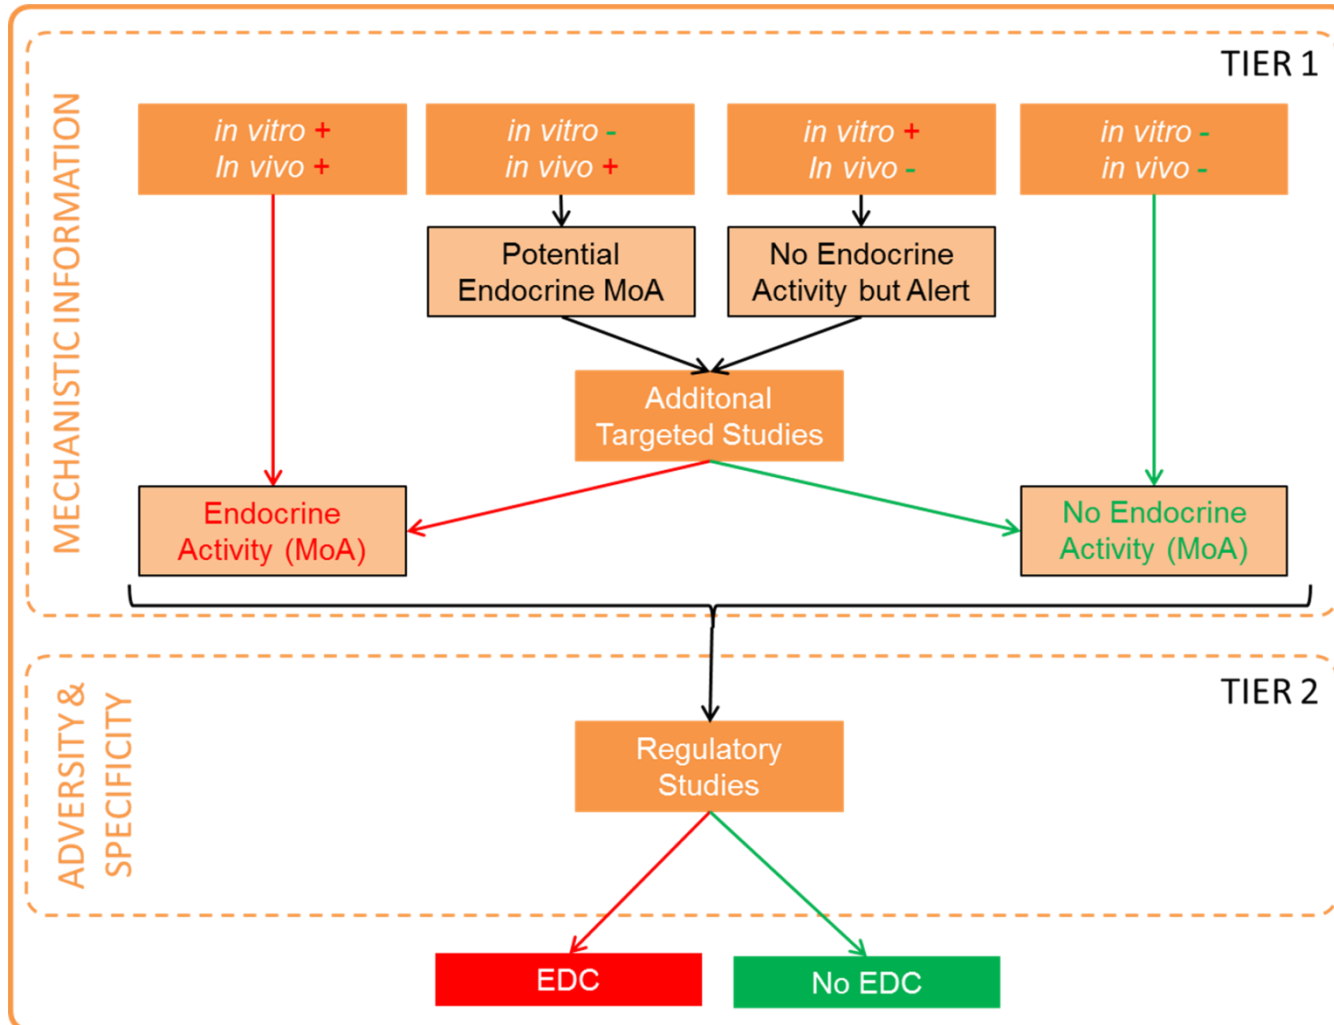 TIER 1
MECHANISTIC INFORMATION
in vitro +
In vivo +
in vitro -
in vivo +
in vitro +
In vivo -
in vitro -
in vivo -
Potential
Endocrine MoA
No Endocrine
Activity but Alert
Additonal
Targeted Studies
Endocrine
Activity (MoA)
No Endocrine
Activity (MoA)
TIER 2
ADVERSITY &
SPECIFICITY
Regulatory
Studies
EDC
No EDC